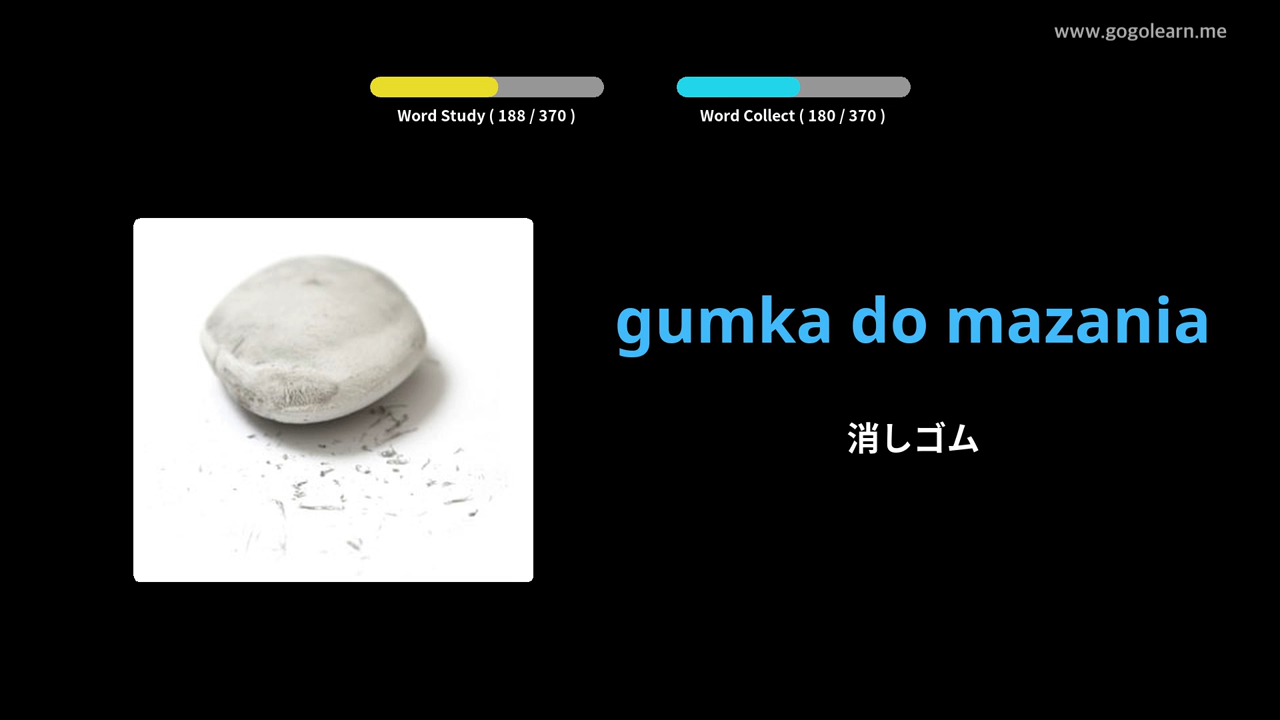 www.gogolearn.me
Word Study ( 188 / 370 )
Word Collect ( 180 / 370 )
gumka do mazania
消しゴム